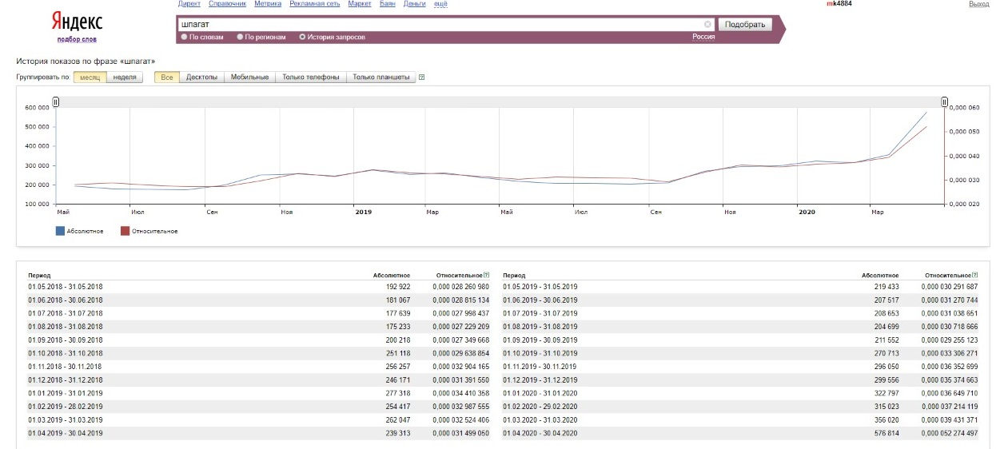 Директ Справочник Метрика Рекламная сеть Маркет Баян Деньги ещё
mk4884 Выход
Яндекс
подбор слов
шпагат
Подобрать
По словам По регионам История запросов Россия
История показов по фразе «шпагат»
Группировать по: месяц неделя Все Десктопы Мобильные Только телефоны Только планшеты
600 000 0,000 060
500 000 0,000 050
400 000 0,000 040
300 000
200 000 0,000 030
100 000 0,000 020
Май Июл Сен Ноя 2019 Мар Май Июл Сен Ноя 2020 Мар
Абсолютное Относительное
Период Абсолютное Относительное Период Абсолютное Относительное
01.05.2018 - 31.05.2018 192 922 0,000 028 260 980 01.05.2019 - 31.05.2019 219 433 0,000 030 291 687
01.06.2018 - 30.06.2018 181 067 0,000 028 815 134 01.06.2019 - 30.06.2019 207 517 0,000 031 270 744
01.07.2018 - 31.07.2018 177 639 0,000 027 998 437 01.07.2019 - 31.07.2019 208 653 0,000 031 038 651
01.08.2018 - 31.08.2018 175 233 0,000 027 229 209 01.08.2019 - 31.08.2019 204 699 0,000 030 718 666
01.09.2018 - 30.09.2018 200 218 0,000 027 349 668 01.09.2019 - 30.09.2019 211 552 0,000 029 255 123
01.10.2018 - 31.10.2018 251 118 0,000 029 638 854 01.10.2019 - 31.10.2019 270 713 0,000 033 306 271
01.11.2018 - 30.11.2018 256 257 0,000 032 904 165 01.11.2019 - 30.11.2019 296 050 0,000 036 352 699
01.12.2018 - 31.12.2018 246 171 0,000 031 391 550 01.12.2019 - 31.12.2019 299 556 0,000 035 374 663
01.01.2019 - 31.01.2019 277 318 0,000 034 410 358 01.01.2020 - 31.01.2020 322 797 0,000 036 649 710
01.02.2019 - 28.02.2019 254 417 0,000 032 987 555 01.02.2020 - 29.02.2020 315 023 0,000 037 214 119
01.03.2019 - 31.03.2019 262 047 0,000 032 524 406 01.03.2020 - 31.03.2020 356 020 0,000 039 431 371
01.04.2019 - 30.04.2019 239 313 0,000 031 499 050 01.04.2020 - 30.04.2020 576 814 0,000 052 274 497